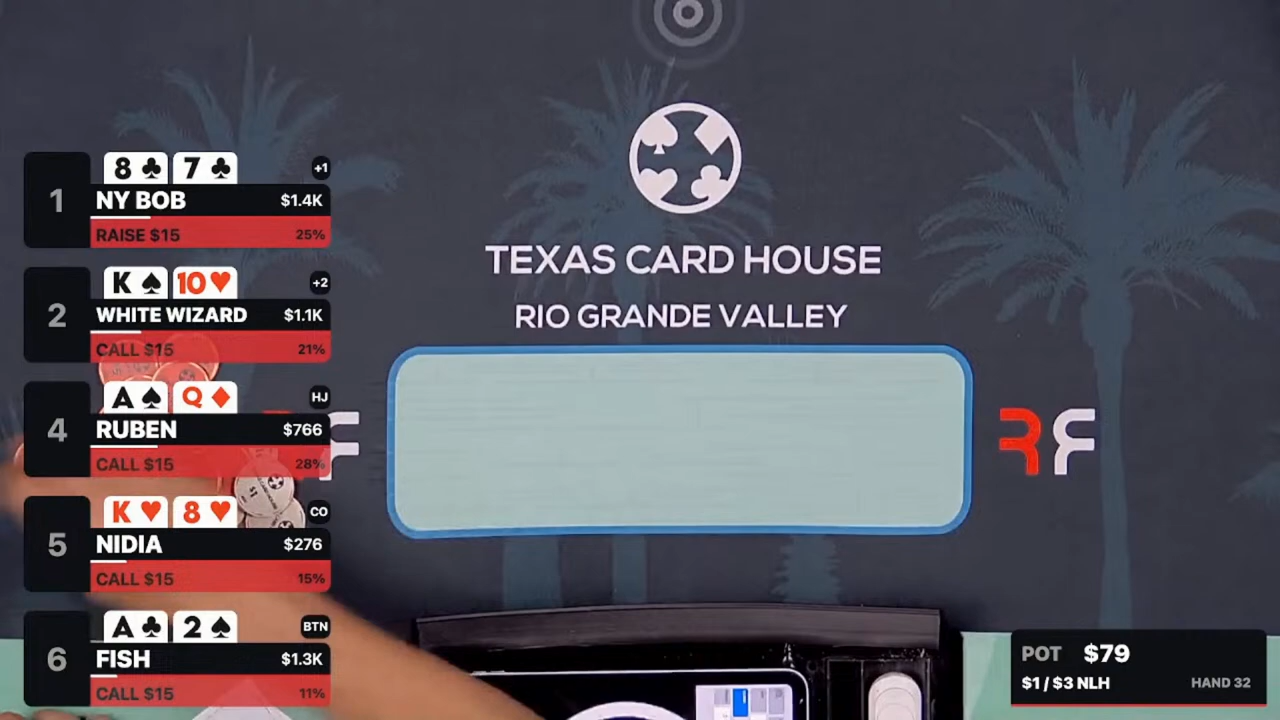 TEXAS CARD HOUSE
RIO GRANDE VALLEY
RF
1
8♣ 7♣ +1
NY BOB $1.4K
RAISE $15 25%
2
K♠ 10♥ +2
WHITE WIZARD $1.1K
CALL $15 21%
4
A♠ Q♦ HJ
RUBEN $766
CALL $15 28%
5
K♥ 8♥ CO
NIDIA $276
CALL $15 15%
6
A♣ 2♠ BTN
FISH $1.3K
CALL $15 11%
POT $79
$1 / $3 NLH HAND 32